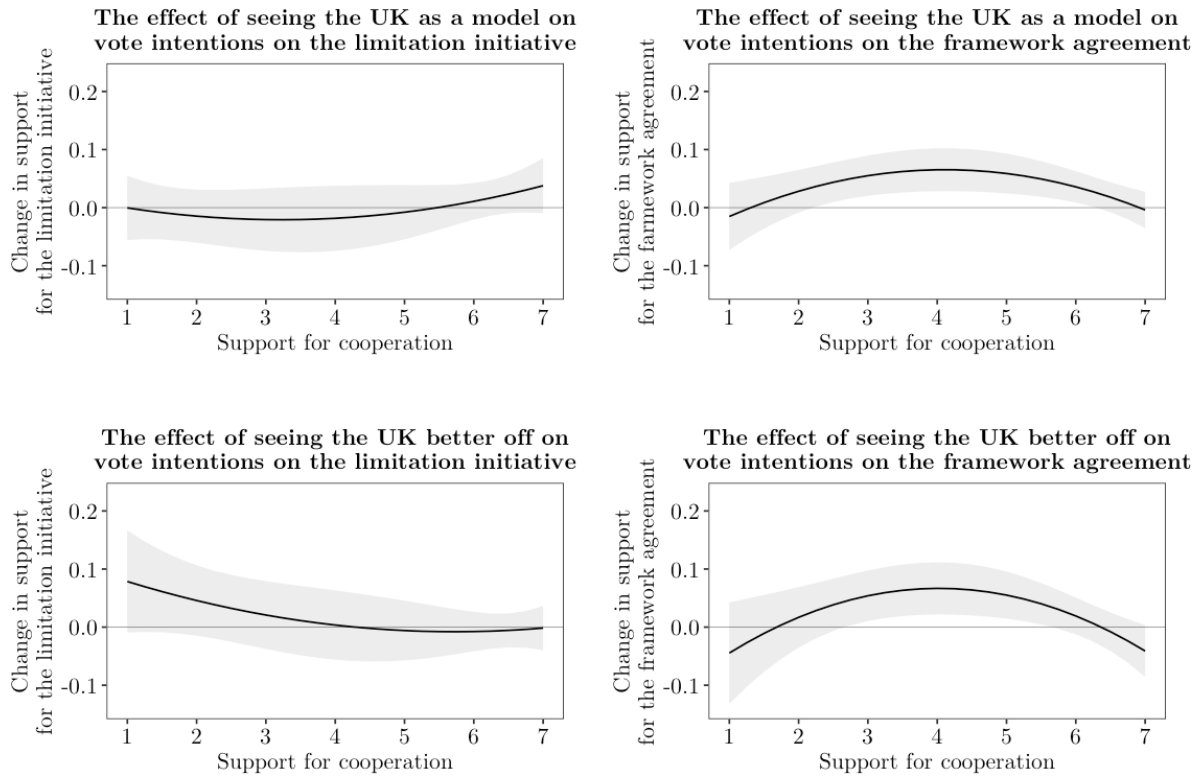 The effect of seeing the UK as a model on
vote intentions on the limitation initiative
Change in support
for the limitation initiative
0.2
0.1
0.0
-0.1
1 2 3 4 5 6 7
Support for cooperation
The effect of seeing the UK as a model on
vote intentions on the framework agreement
Change in support
for the farmework agreement
0.2
0.1
0.0
-0.1
1 2 3 4 5 6 7
Support for cooperation
The effect of seeing the UK better off on
vote intentions on the limitation initiative
Change in support
for the limitation initiative
0.2
0.1
0.0
-0.1
1 2 3 4 5 6 7
Support for cooperation
The effect of seeing the UK better off on
vote intentions on the framework agreement
Change in support
for the framework agreement
0.2
0.1
0.0
-0.1
1 2 3 4 5 6 7
Support for cooperation